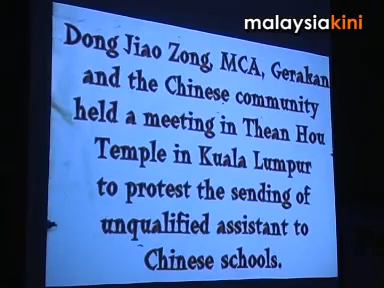 malaysiakini
Dong Jiao Zong, MCA, Gerakan
and the Chinese community
held a meeting in Thean Hou
Temple in Kuala Lumpur
to protest the sending of
unqualified assistant to
Chinese schools.